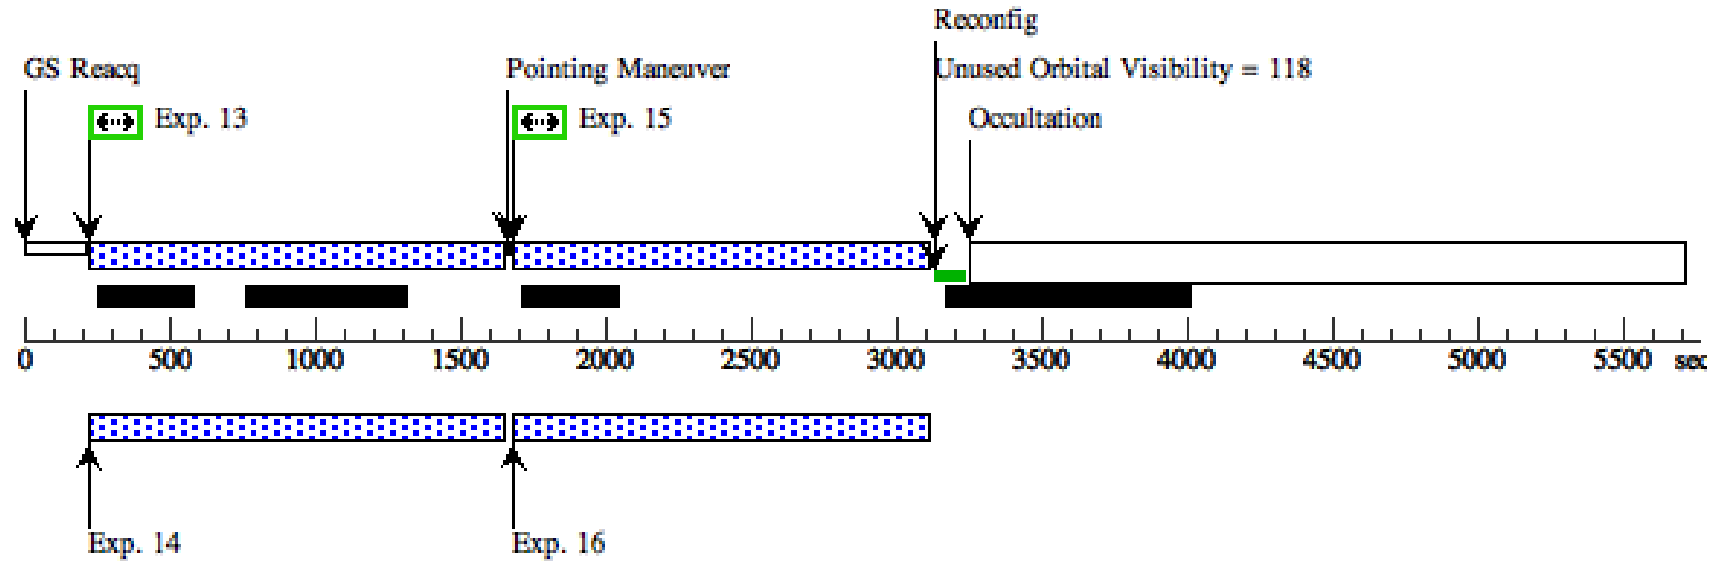 Reconfig
GS Reacq
Pointing Maneuver
Unused Orbital Visibility = 118
Exp. 13
Exp. 15
Occultation
0 500 1000 1500 2000 2500 3000 3500 4000 4500 5000 5500 sec
Exp. 14
Exp. 16